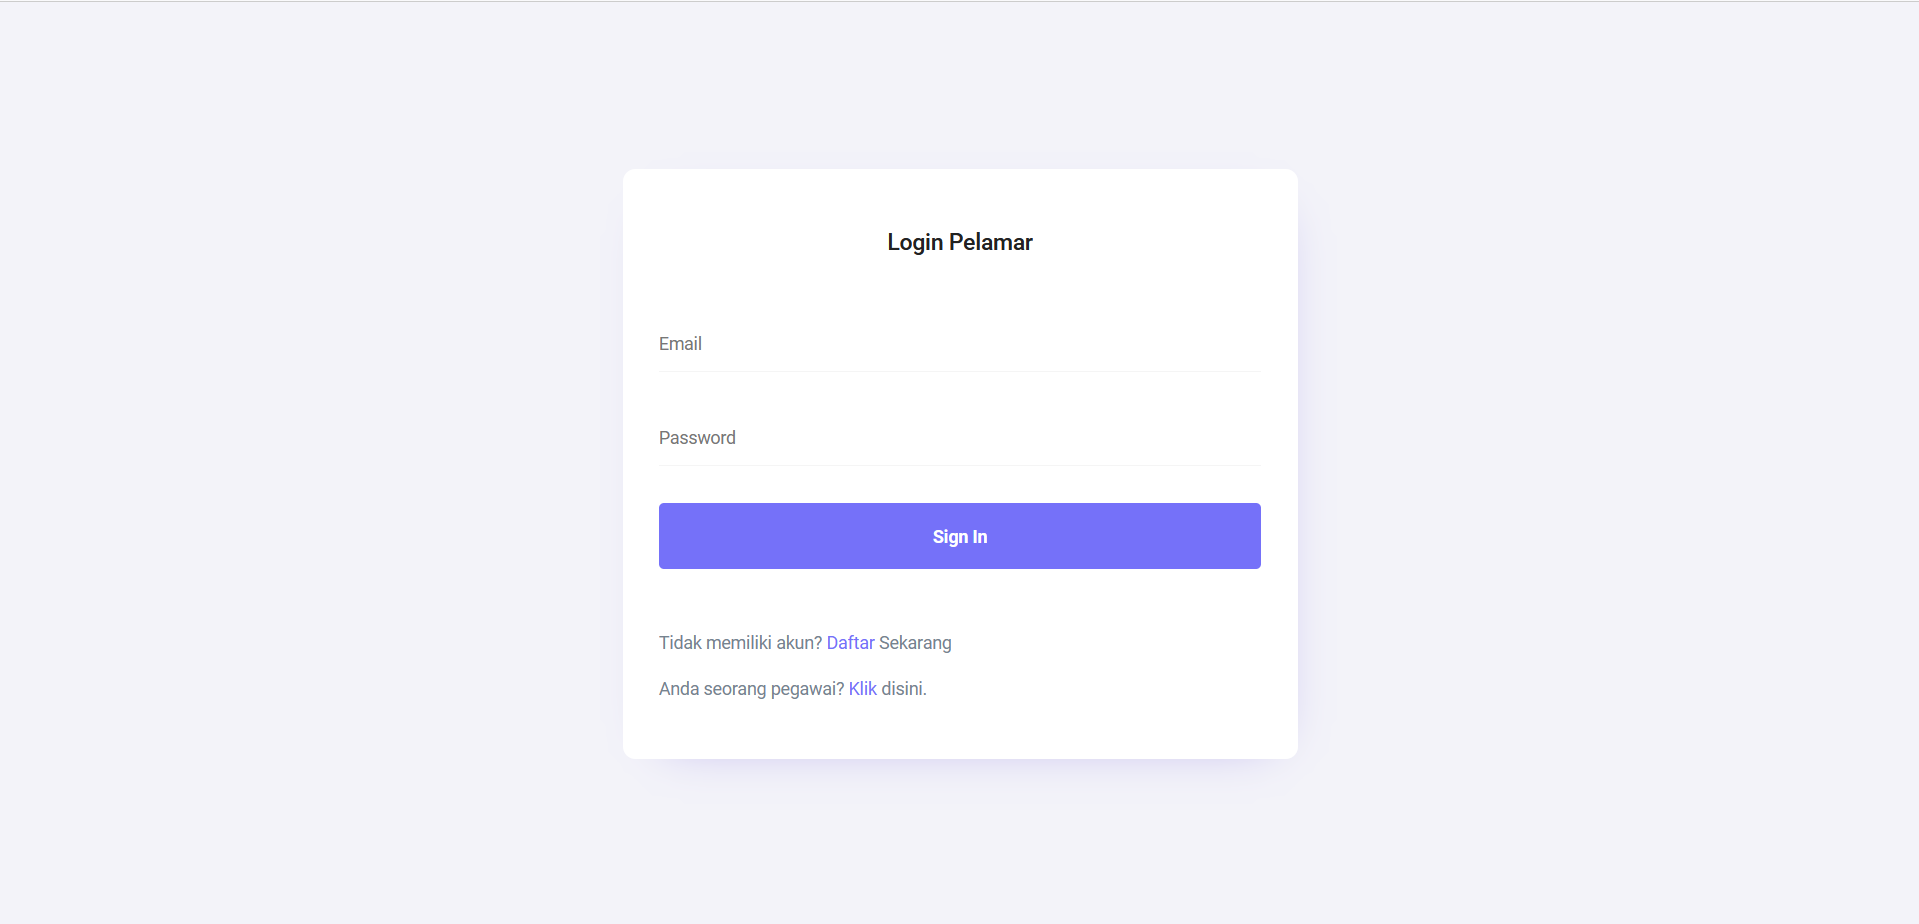 Login Pelamar
Email
Password
Sign In
Tidak memiliki akun? Daftar Sekarang
Anda seorang pegawai? Klik disini.